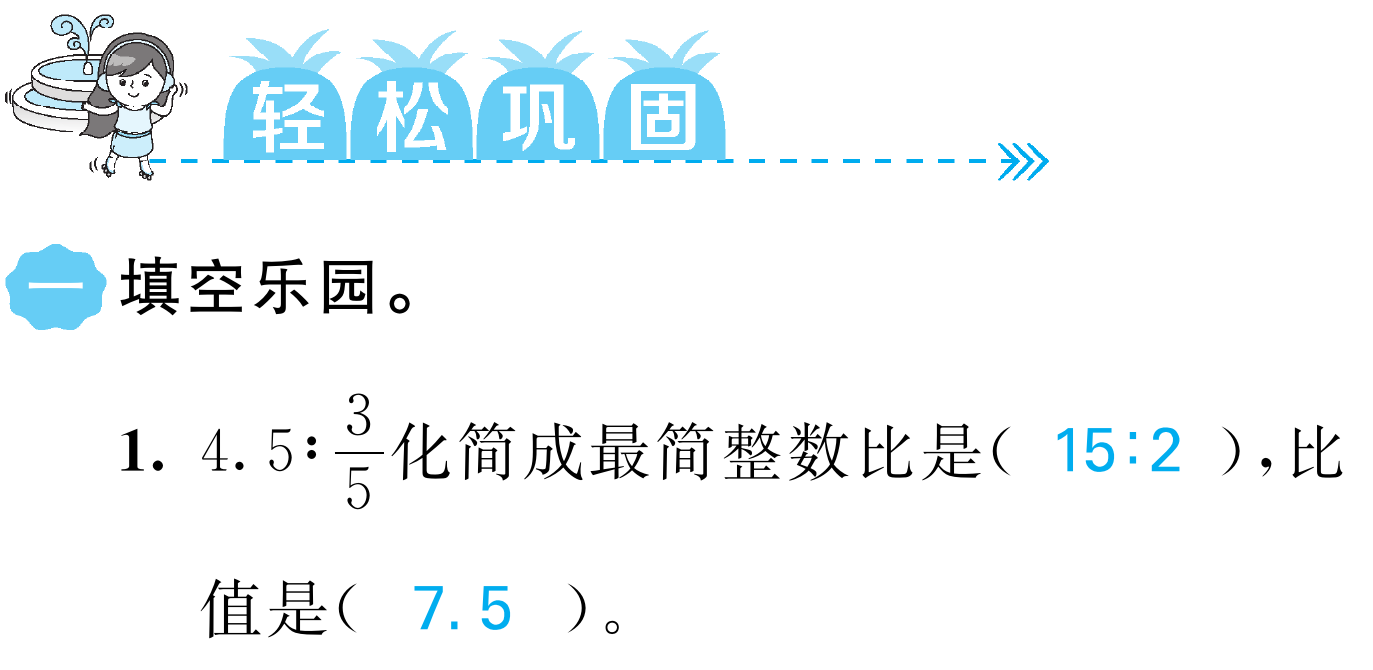 轻松巩固
一 填空乐园。
1. 4.5∶3/5化简成最简整数比是( 15∶2 ),比
值是( 7.5 )。